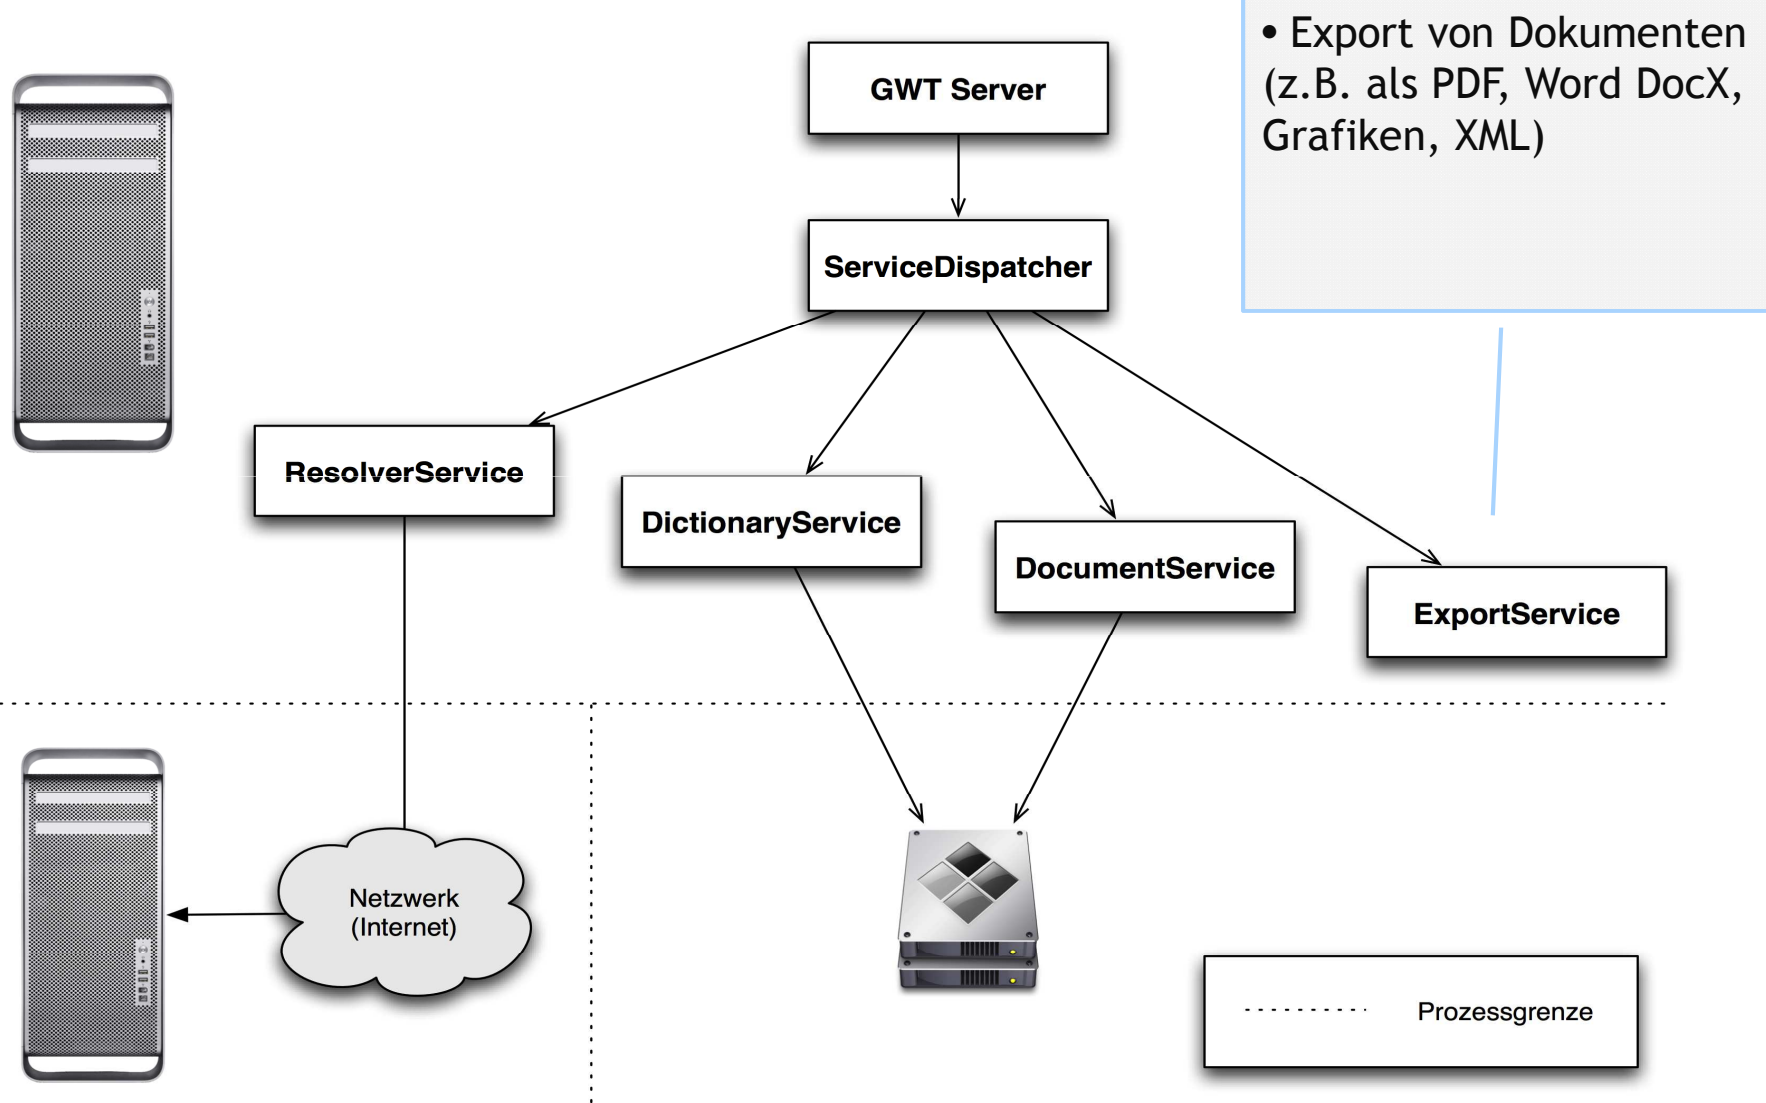 • Export von Dokumenten
(z.B. als PDF, Word DocX,
Grafiken, XML)
GWT Server
ServiceDispatcher
ResolverService
DictionaryService
DocumentService
ExportService
Netzwerk
(Internet)
Prozessgrenze